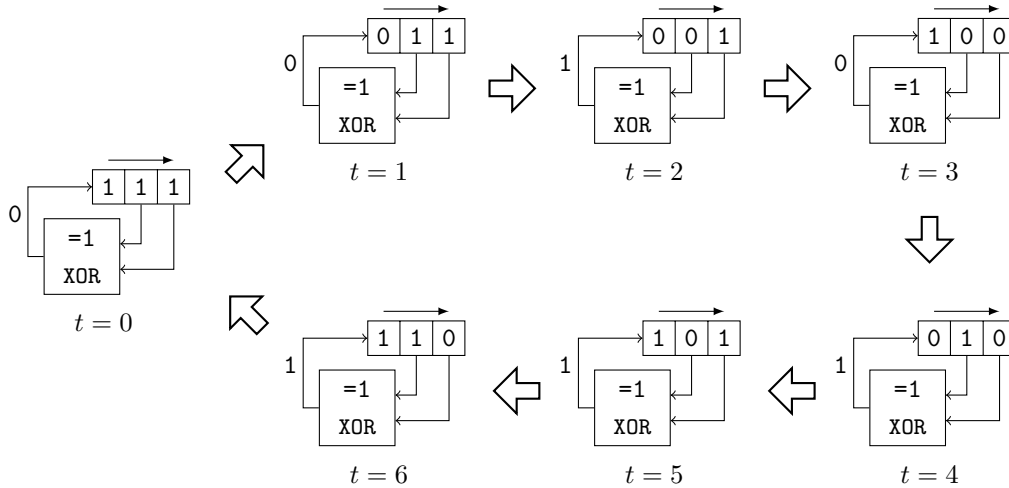 0 1 1
0
=1
XOR
t = 1
0 0 1
1
=1
XOR
t = 2
1 0 0
0
=1
XOR
t = 3
1 1 1
0
=1
XOR
t = 0
1 1 0
1
=1
XOR
t = 6
1 0 1
1
=1
XOR
t = 5
0 1 0
1
=1
XOR
t = 4